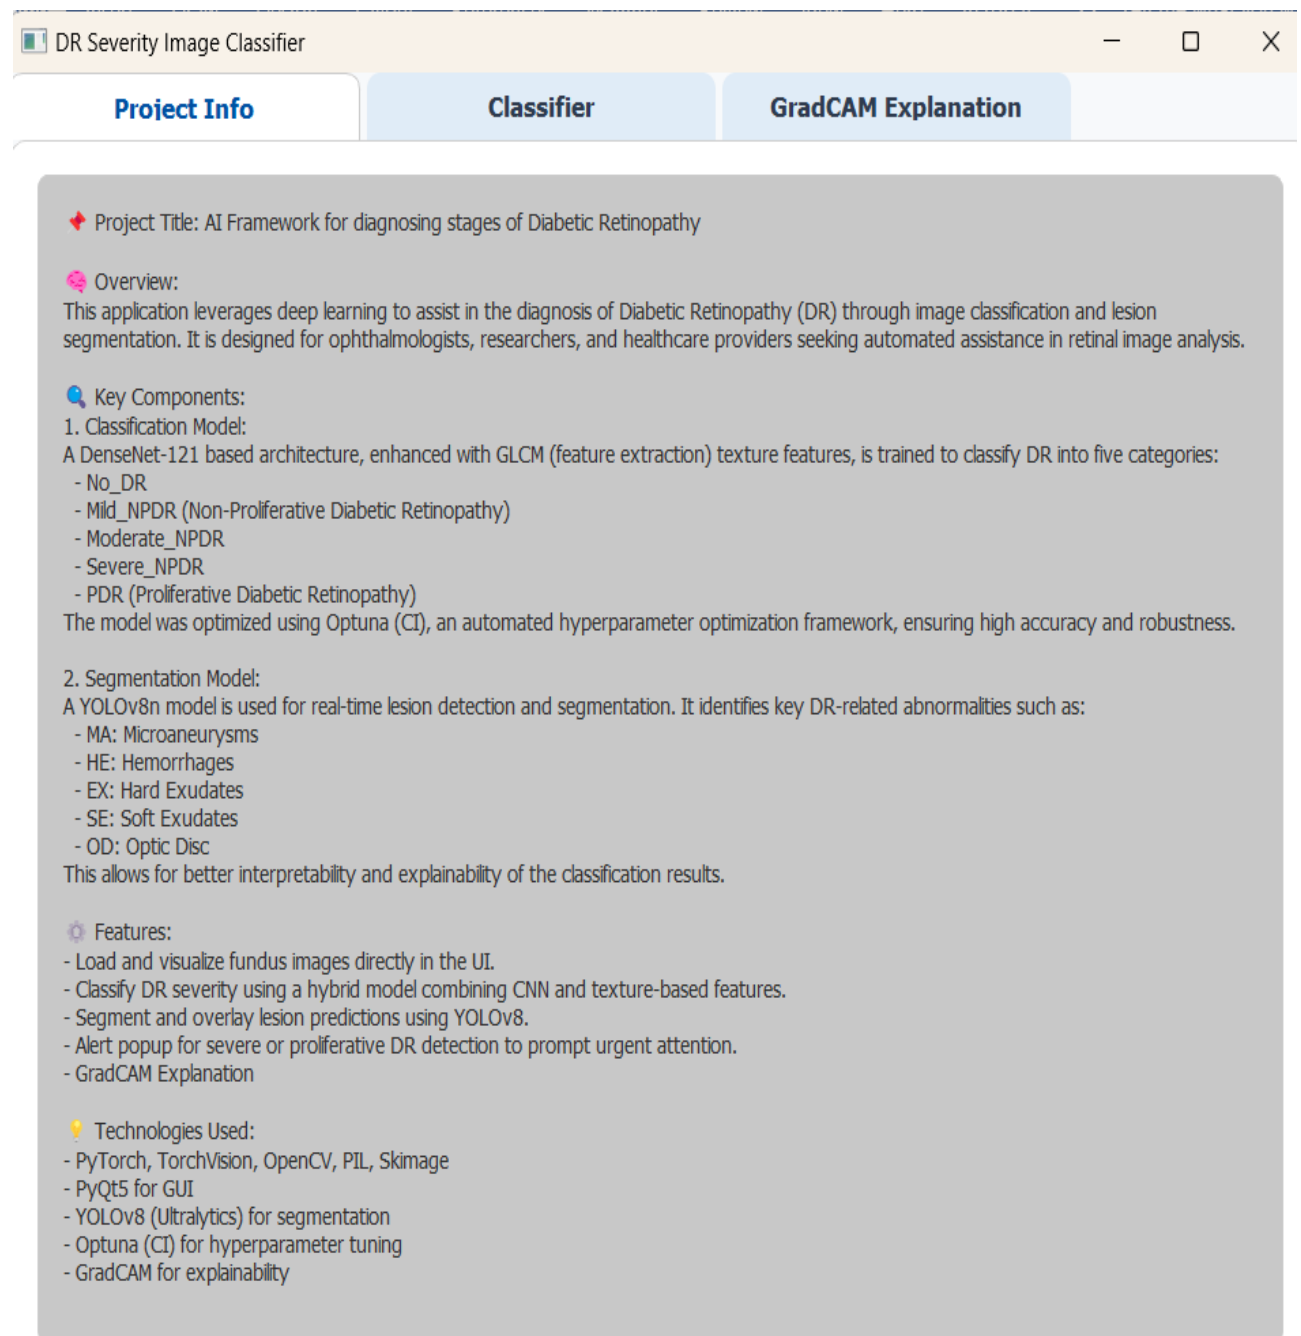 DR Severity Image Classifier
Project Info
Classifier
GradCAM Explanation
📌 Project Title: AI Framework for diagnosing stages of Diabetic Retinopathy
🧠 Overview:
This application leverages deep learning to assist in the diagnosis of Diabetic Retinopathy (DR) through image classification and lesion
segmentation. It is designed for ophthalmologists, researchers, and healthcare providers seeking automated assistance in retinal image analysis.
🔍 Key Components:
1. Classification Model:
A DenseNet-121 based architecture, enhanced with GLCM (feature extraction) texture features, is trained to classify DR into five categories:
- No_DR
- Mild_NPDR (Non-Proliferative Diabetic Retinopathy)
- Moderate_NPDR
- Severe_NPDR
- PDR (Proliferative Diabetic Retinopathy)
The model was optimized using Optuna (CI), an automated hyperparameter optimization framework, ensuring high accuracy and robustness.
2. Segmentation Model:
A YOLOv8n model is used for real-time lesion detection and segmentation. It identifies key DR-related abnormalities such as:
- MA: Microaneurysms
- HE: Hemorrhages
- EX: Hard Exudates
- SE: Soft Exudates
- OD: Optic Disc
This allows for better interpretability and explainability of the classification results.
⚙️ Features:
- Load and visualize fundus images directly in the UI.
- Classify DR severity using a hybrid model combining CNN and texture-based features.
- Segment and overlay lesion predictions using YOLOv8.
- Alert popup for severe or proliferative DR detection to prompt urgent attention.
- GradCAM Explanation
💡 Technologies Used:
- PyTorch, TorchVision, OpenCV, PIL, Skimage
- PyQt5 for GUI
- YOLOv8 (Ultralytics) for segmentation
- Optuna (CI) for hyperparameter tuning
- GradCAM for explainability